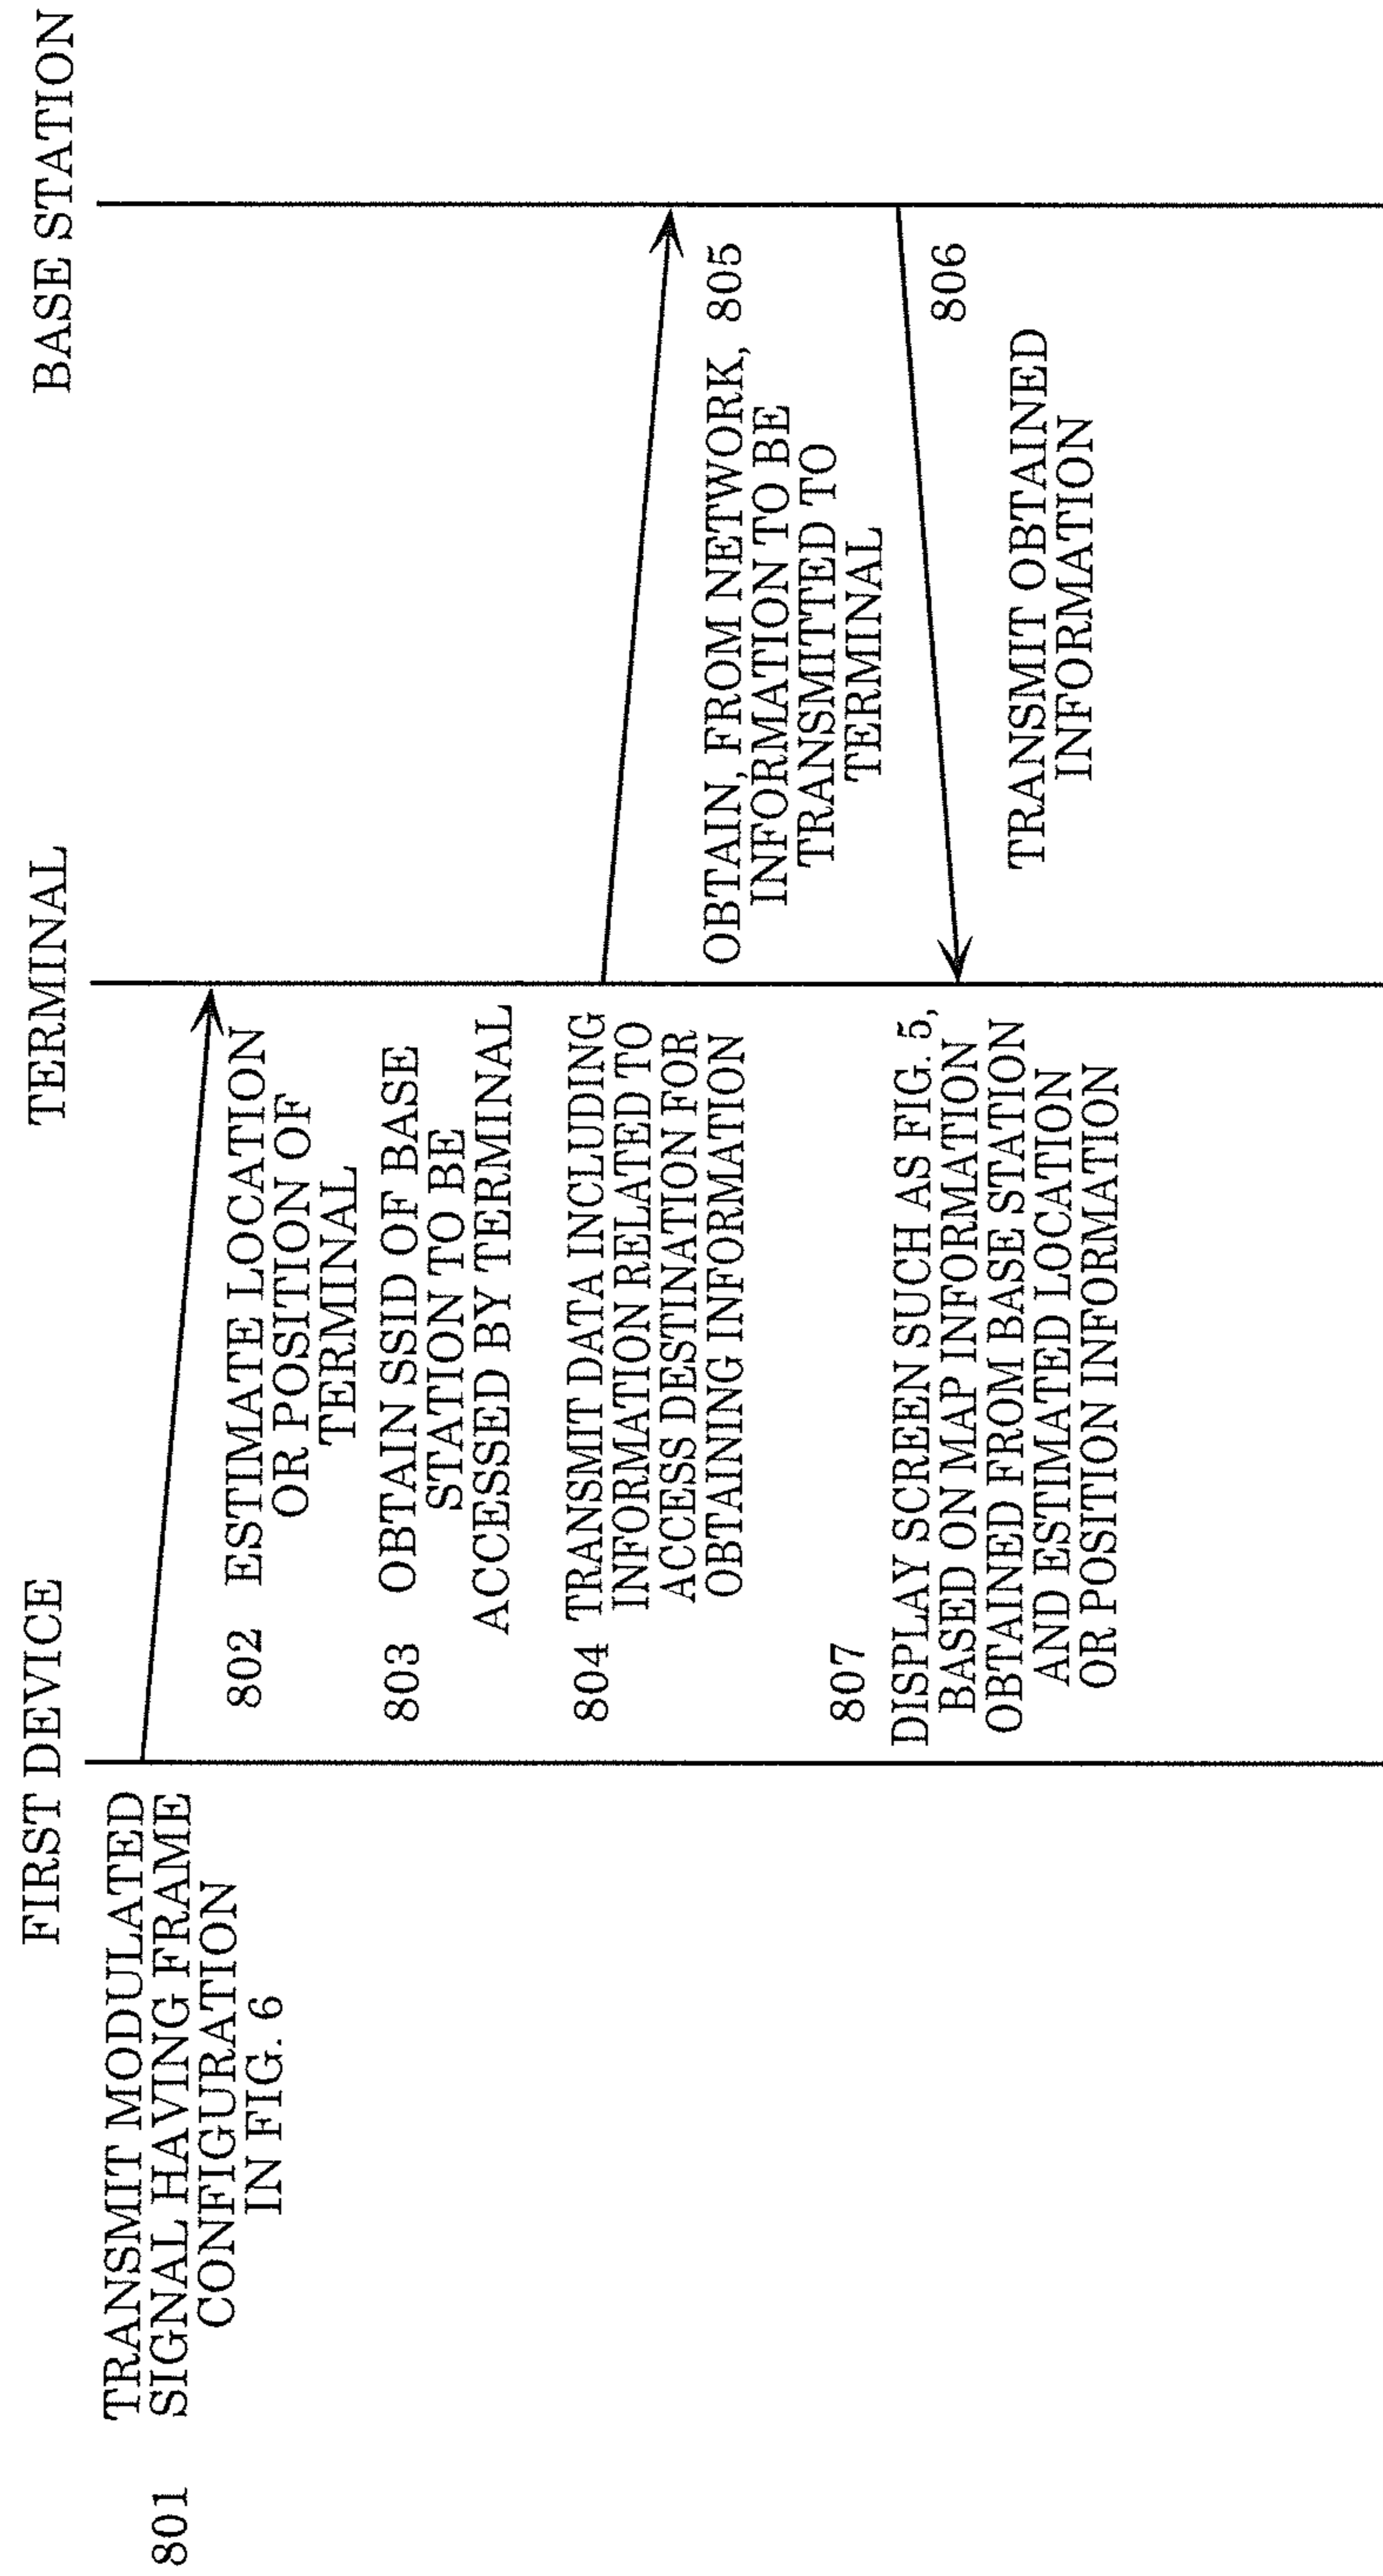 FIRST DEVICE
TERMINAL
BASE STATION
801
TRANSMIT MODULATED
SIGNAL HAVING FRAME
CONFIGURATION
IN FIG. 6
802
ESTIMATE LOCATION
OR POSITION OF
TERMINAL
803
OBTAIN SSID OF BASE
STATION TO BE
ACCESSED BY TERMINAL
804
TRANSMIT DATA INCLUDING
INFORMATION RELATED TO
ACCESS DESTINATION FOR
OBTAINING INFORMATION
OBTAIN, FROM NETWORK,
INFORMATION TO BE
TRANSMITTED TO
TERMINAL
805
806
TRANSMIT OBTAINED
INFORMATION
807
DISPLAY SCREEN SUCH AS FIG. 5,
BASED ON MAP INFORMATION
OBTAINED FROM BASE STATION
AND ESTIMATED LOCATION
OR POSITION INFORMATION